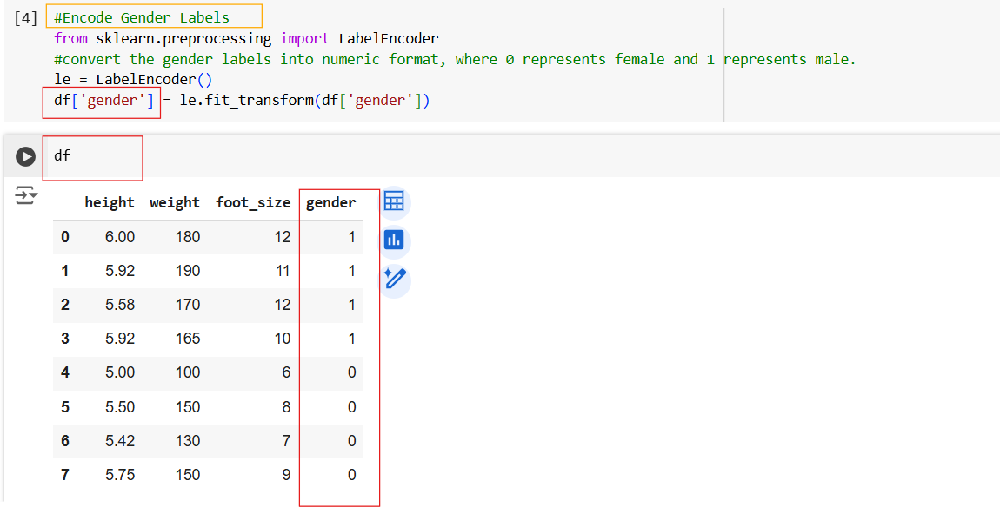 [4] #Encode Gender Labels
from sklearn.preprocessing import LabelEncoder
#convert the gender labels into numeric format, where 0 represents female and 1 represents male.
le = LabelEncoder()
df['gender'] = le.fit_transform(df['gender'])
df
height weight foot_size gender
0 6.00 180 12 1
1 5.92 190 11 1
2 5.58 170 12 1
3 5.92 165 10 1
4 5.00 100 6 0
5 5.50 150 8 0
6 5.42 130 7 0
7 5.75 150 9 0